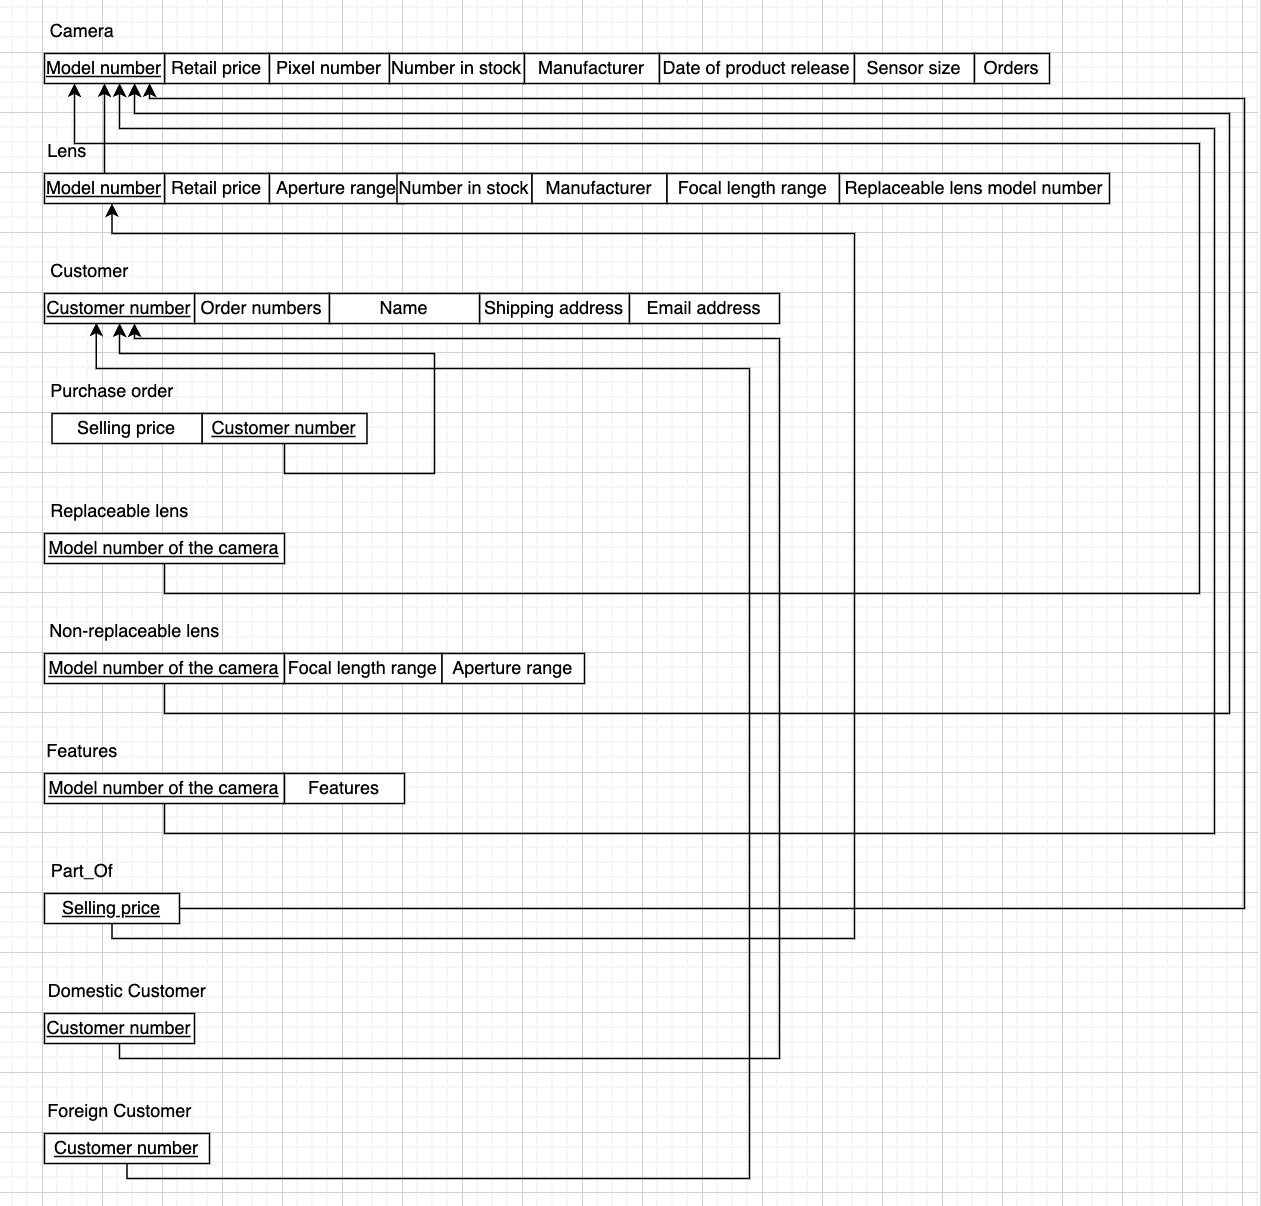 Camera
Model number Retail price Pixel number Number in stock Manufacturer Date of product release Sensor size Orders
Lens
Model number Retail price Aperture range Number in stock Manufacturer Focal length range Replaceable lens model number
Customer
Customer number Order numbers Name Shipping address Email address
Purchase order
Selling price Customer number
Replaceable lens
Model number of the camera
Non-replaceable lens
Model number of the camera Focal length range Aperture range
Features
Model number of the camera Features
Part_Of
Selling price
Domestic Customer
Customer number
Foreign Customer
Customer number